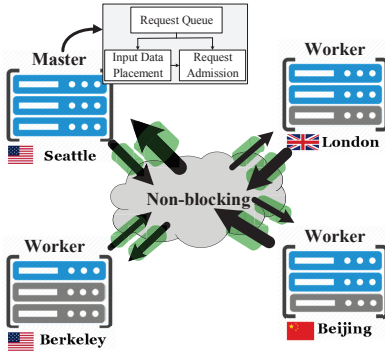 Request Queue
Input Data
Placement
Request
Admission
Master
Worker
Seattle
London
Non-blocking
Worker
Worker
Berkeley
Beijing